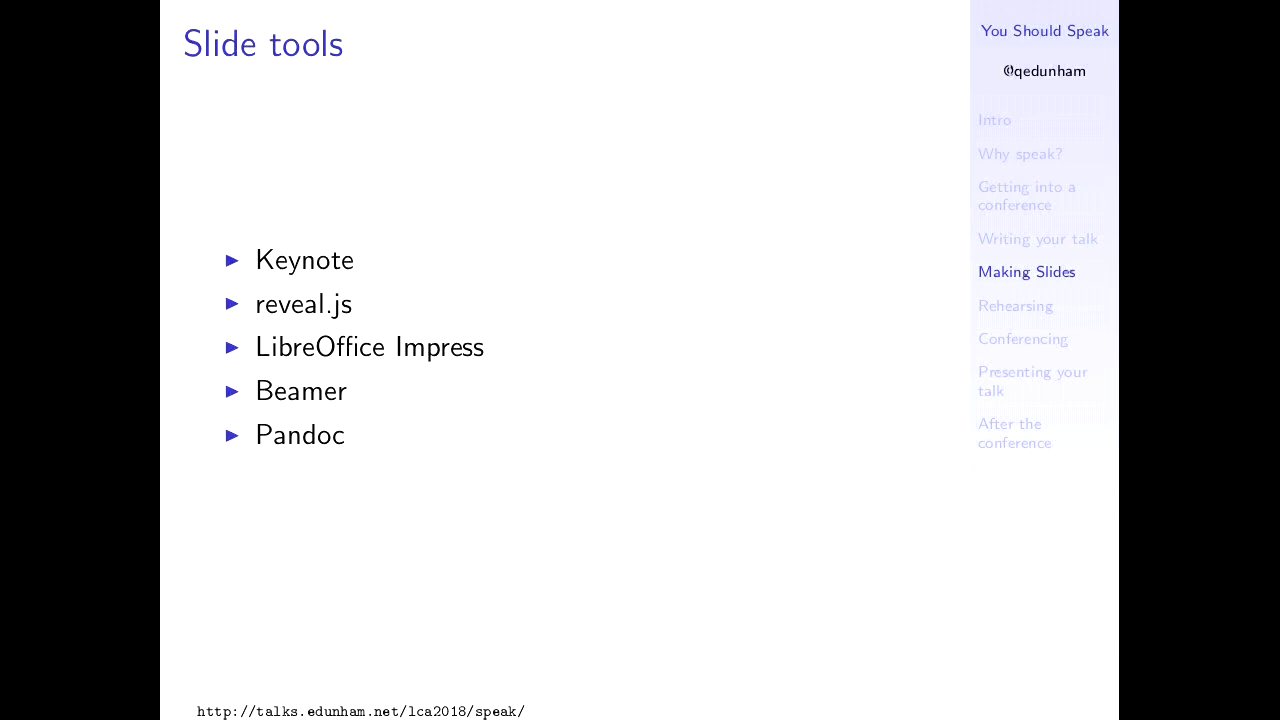 Slide tools
Keynote
reveal.js
LibreOffice Impress
Beamer
Pandoc
http://talks.edunham.net/lca2018/speak/
You Should Speak
@qedunham
Intro
Why speak?
Getting into a
conference
Writing your talk
Making Slides
Rehearsing
Conferencing
Presenting your
talk
After the
conference